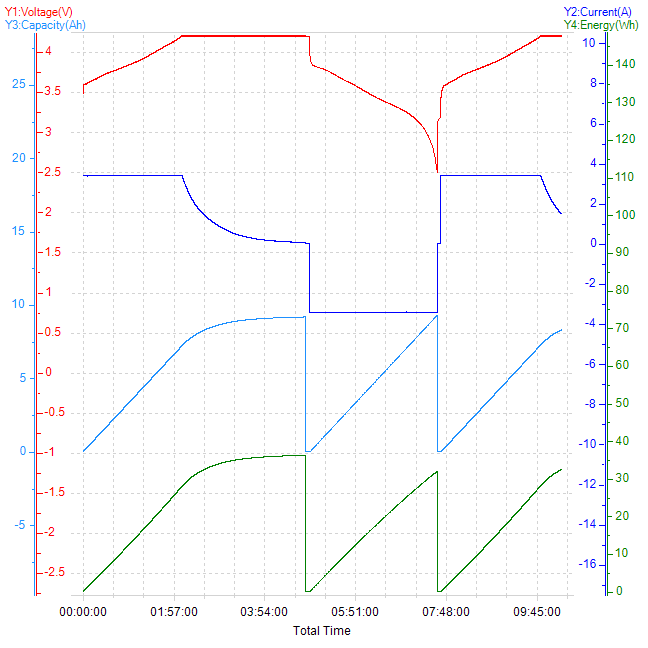 Y1:Voltage(V) Y2:Current(A)
Y3:Capacity(Ah) Y4:Energy(Wh)
4 10 140
25 3.5 8 130
3 6 120
20 2.5 4 110
2 2 100
15 1.5 0 90
1 -2 80
10 0.5 -4 70
5 0 -6 60
-0.5 -8 50
0 -1 -10 40
-1.5 -12 30
-5 -2 -14 20
-2.5 -16 10
0
00:00:00 01:57:00 03:54:00 05:51:00 07:48:00 09:45:00
Total Time